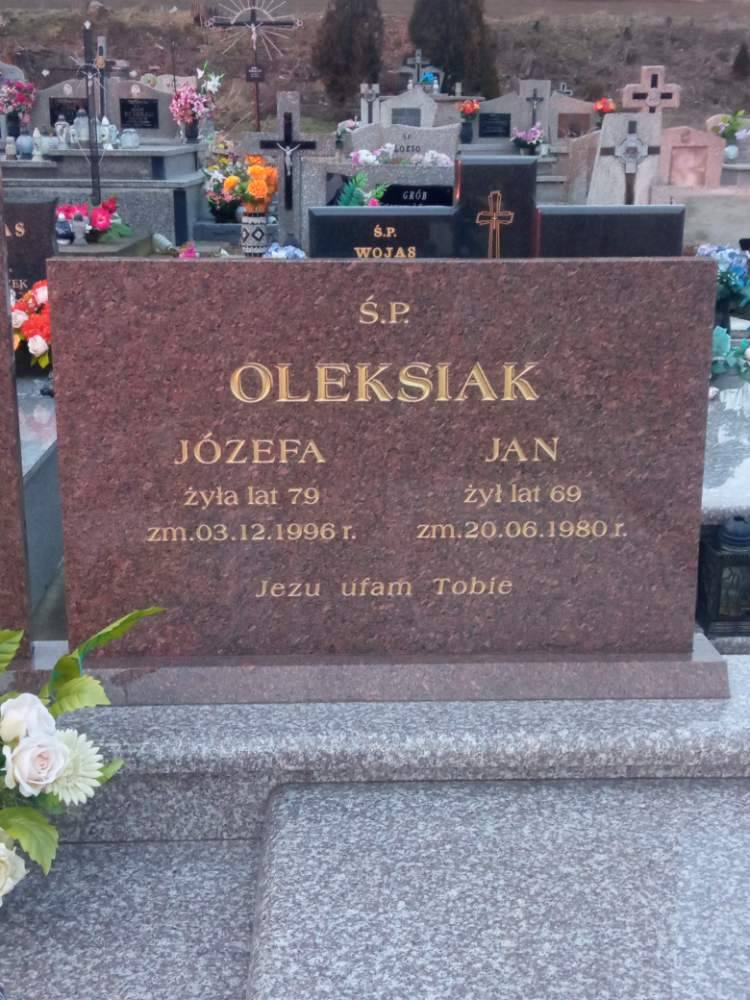 Ś.P.
WOJAS
GRÓB
Ś.P.
OLEKSIAK
JÓZEFA
żyła lat 79
zm.03.12.1996 r.
JAN
żył lat 69
zm.20.06.1980 r.
Jezu ufam Tobie